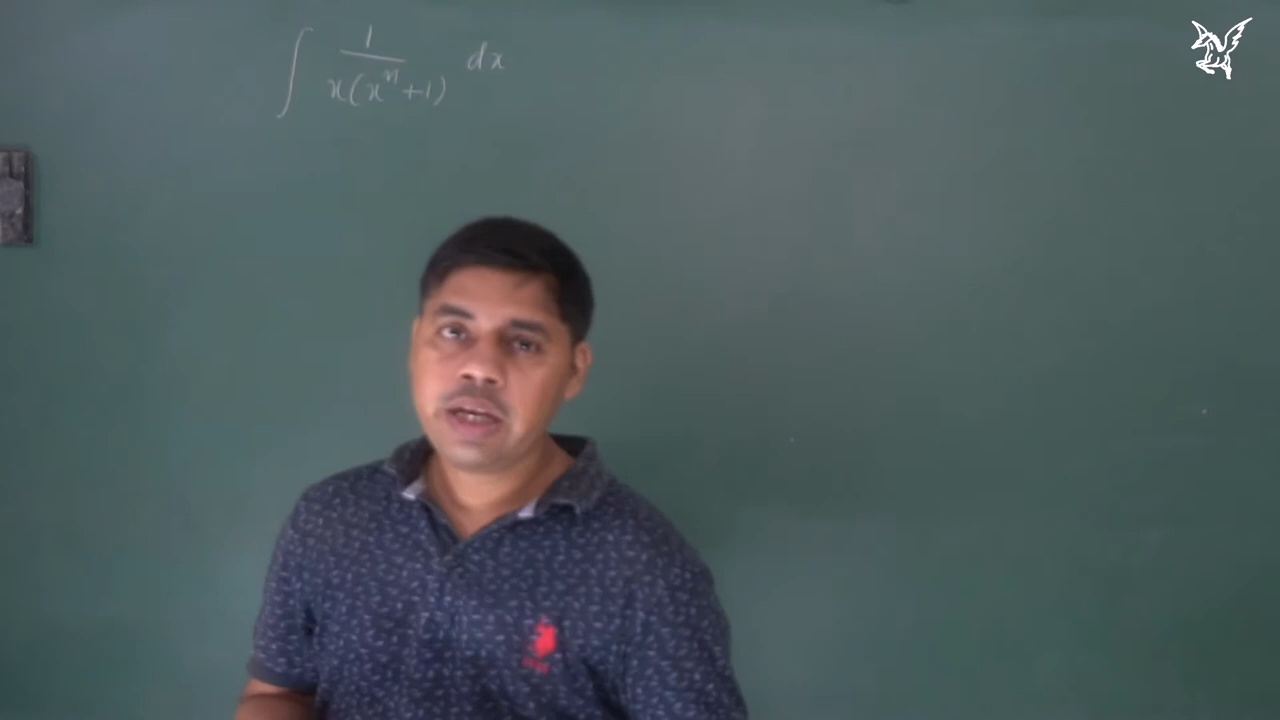 ∫ 1/(x(xⁿ+1)) dx